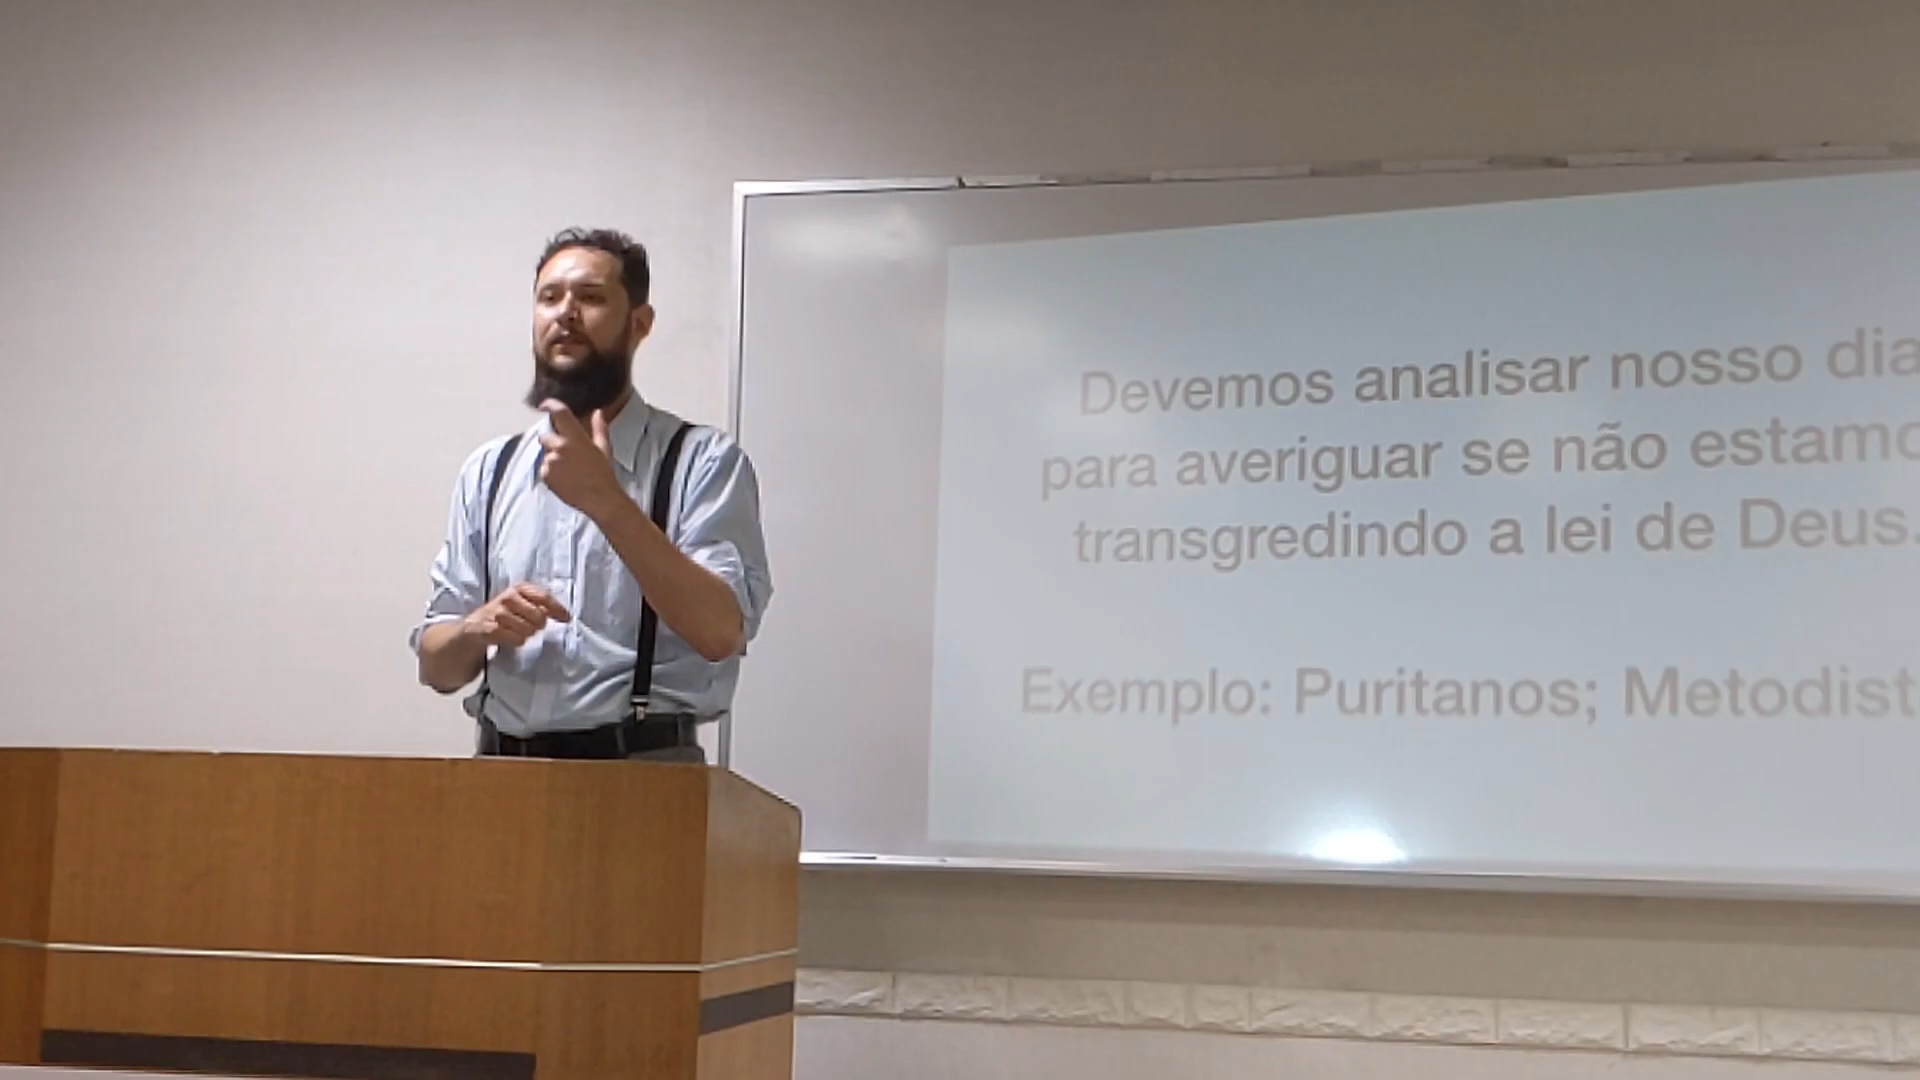 Devemos analisar nosso dia
para averiguar se não estamo
transgredindo a lei de Deus.
Exemplo: Puritanos; Metodist